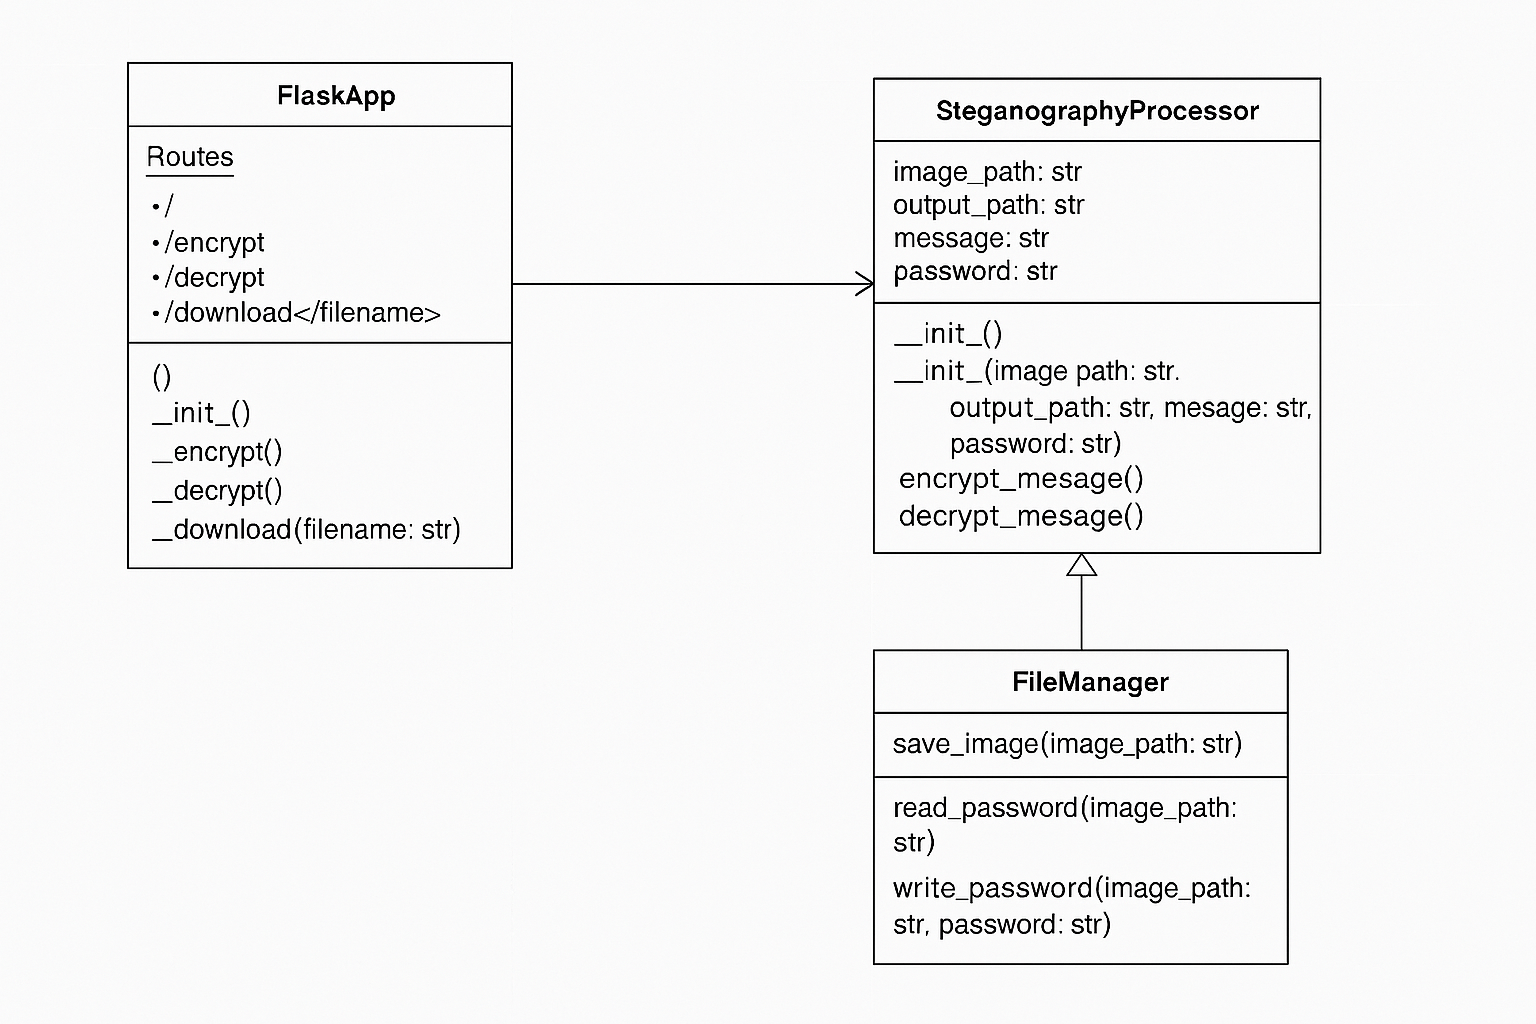 FlaskApp
Routes
• /
• /encrypt
• /decrypt
• /download</filename>
()
_init_()
_encrypt()
_decrypt()
_download(filename: str)
SteganographyProcessor
image_path: str
output_path: str
message: str
password: str
__init_()
__init_(image path: str.
output_path: str, mesage: str,
password: str)
encrypt_mesage()
decrypt_mesage()
FileManager
save_image(image_path: str)
read_password(image_path:
str)
write_password(image_path:
str, password: str)